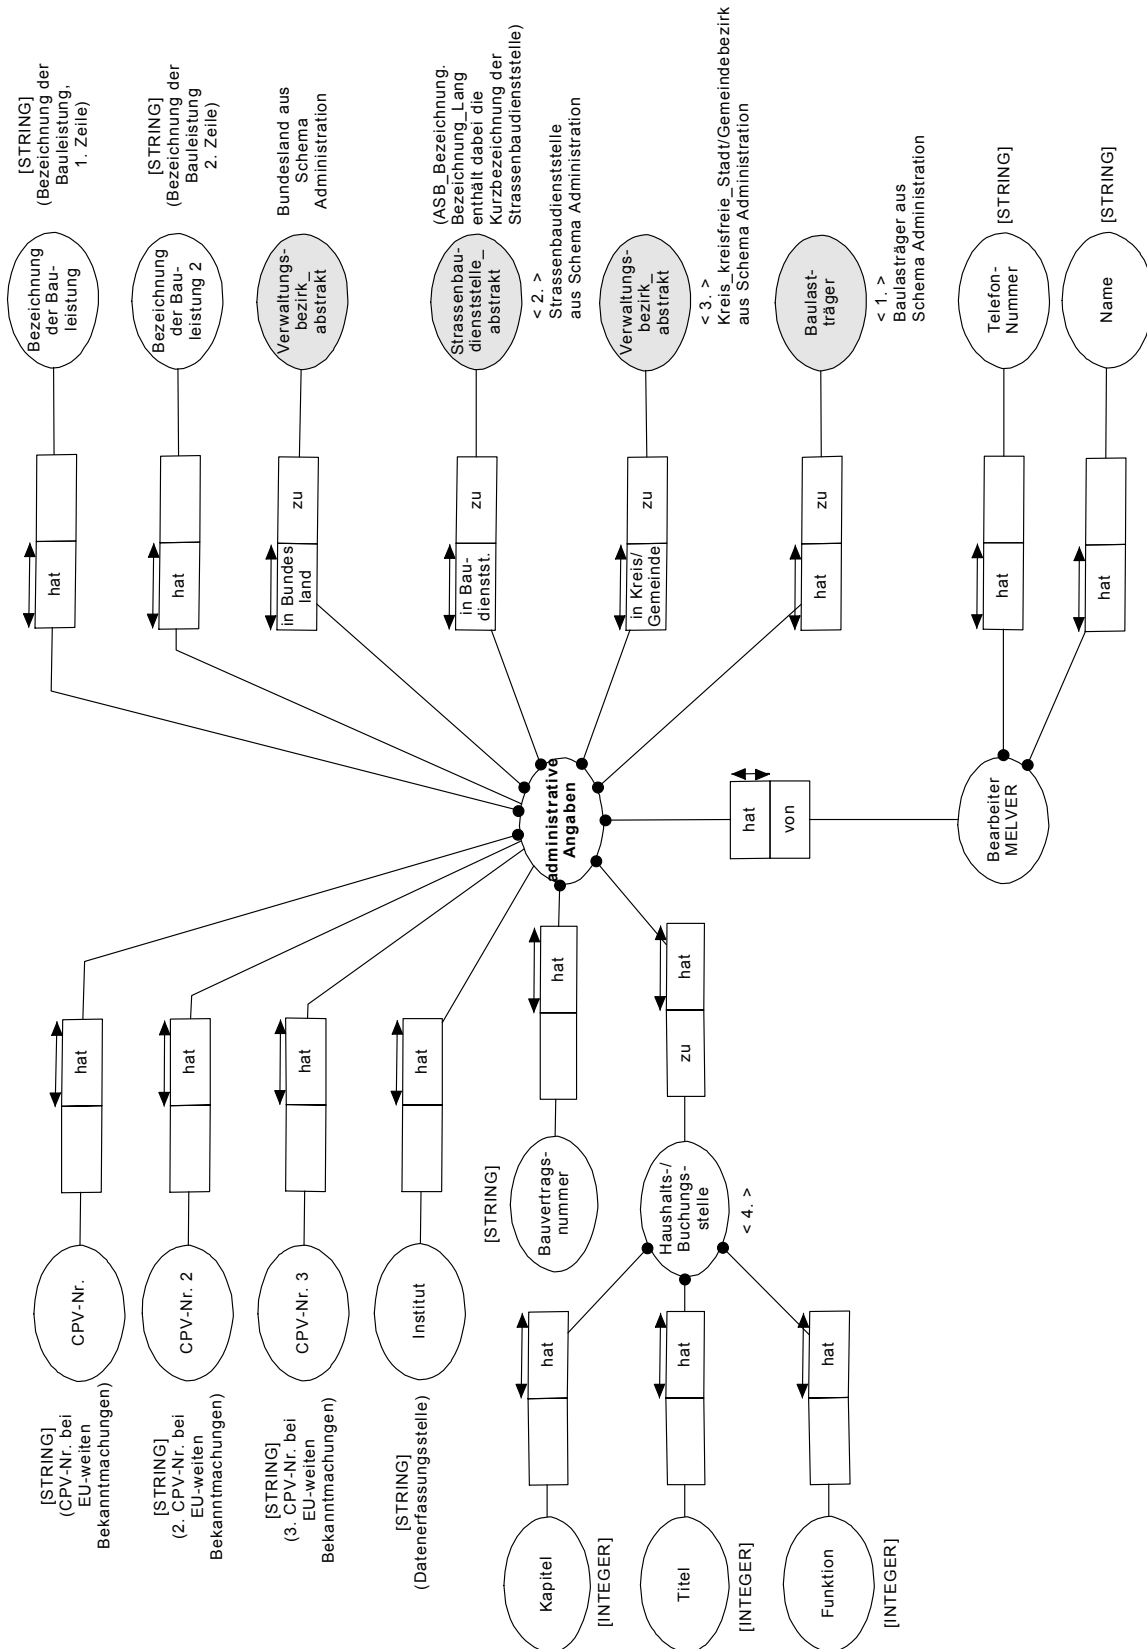 [STRING]
(Bezeichnung der
Bauleistung,
1. Zeile)
Bezeichnung
der Bau-
leistung
hat
[STRING]
(Bezeichnung der
Bauleistung
2. Zeile)
Bezeichnung
der Bau-
leistung 2
hat
Bundesland aus
Schema
Administration
Verwaltungs-
bezirk_
abstrakt
zu
in Bundes
land
(ASB_Bezeichnung.
Bezeichnung_Lang
enthält dabei die
Kurzbezeichnung der
Strassenbaudienststelle)
Strassenbau-
dienststelle_
abstrakt
< 2. >
Strassenbaudienststelle
aus Schema Administration
zu
in Bau-
dienstst.
Verwaltungs-
bezirk_
abstrakt
< 3. >
Kreis_kreisfreie_Stadt/Gemeindebezirk
aus Schema Administration
zu
in Kreis/
Gemeinde
Baulast-
träger
< 1. >
Baulasträger aus
Schema Administration
zu
hat
[STRING]
Telefon-
Nummer
hat
[STRING]
Name
hat
administrative
Angaben
hat
von
Bearbeiter
MELVER
hat
CPV-Nr.
[STRING]
(CPV-Nr. bei
EU-weiten
Bekanntmachungen)
hat
CPV-Nr. 2
[STRING]
(2. CPV-Nr. bei
EU-weiten
Bekanntmachungen)
hat
CPV-Nr. 3
[STRING]
(3. CPV-Nr. bei
EU-weiten
Bekanntmachungen)
hat
Institut
[STRING]
(Datenerfassungsstelle)
hat
[STRING]
Bauvertrags-
nummer
hat
zu
Haushalts-/
Buchungs-
stelle
< 4. >
hat
Kapitel
[INTEGER]
hat
Titel
[INTEGER]
hat
Funktion
[INTEGER]